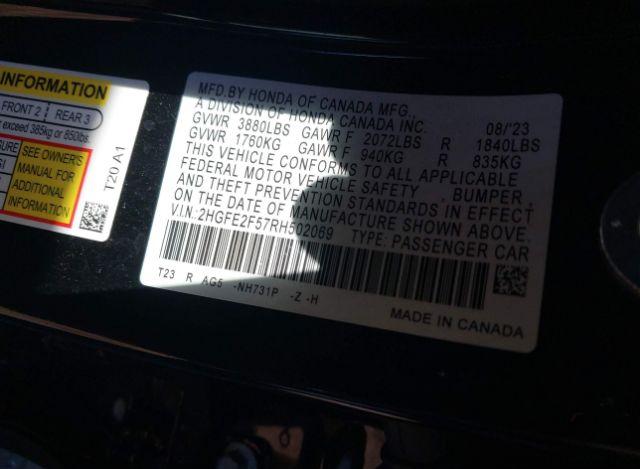 INFORMATION
FRONT 2 REAR 3
exceed 385kg or 850lbs.
SEE OWNER'S
MANUAL FOR
ADDITIONAL
INFORMATION
T20 A1
MFD.BY HONDA OF CANADA MFG.
A DIVISION OF HONDA CANADA INC. 08/'23
GVWR 3880LBS GAWR F 2072LBS R 1840LBS
GVWR 1760KG GAWR F 940KG R 835KG
THIS VEHICLE CONFORMS TO ALL APPLICABLE
FEDERAL MOTOR VEHICLE SAFETY , BUMPER,
AND THEFT PREVENTION STANDARDS IN EFFECT
ON THE DATE OF MANUFACTURE SHOWN ABOVE.
V.I.N.:2HGFE2F57RH502069 TYPE: PASSENGER CAR
T23 R AG5 -NH731P -Z -H
MADE IN CANADA